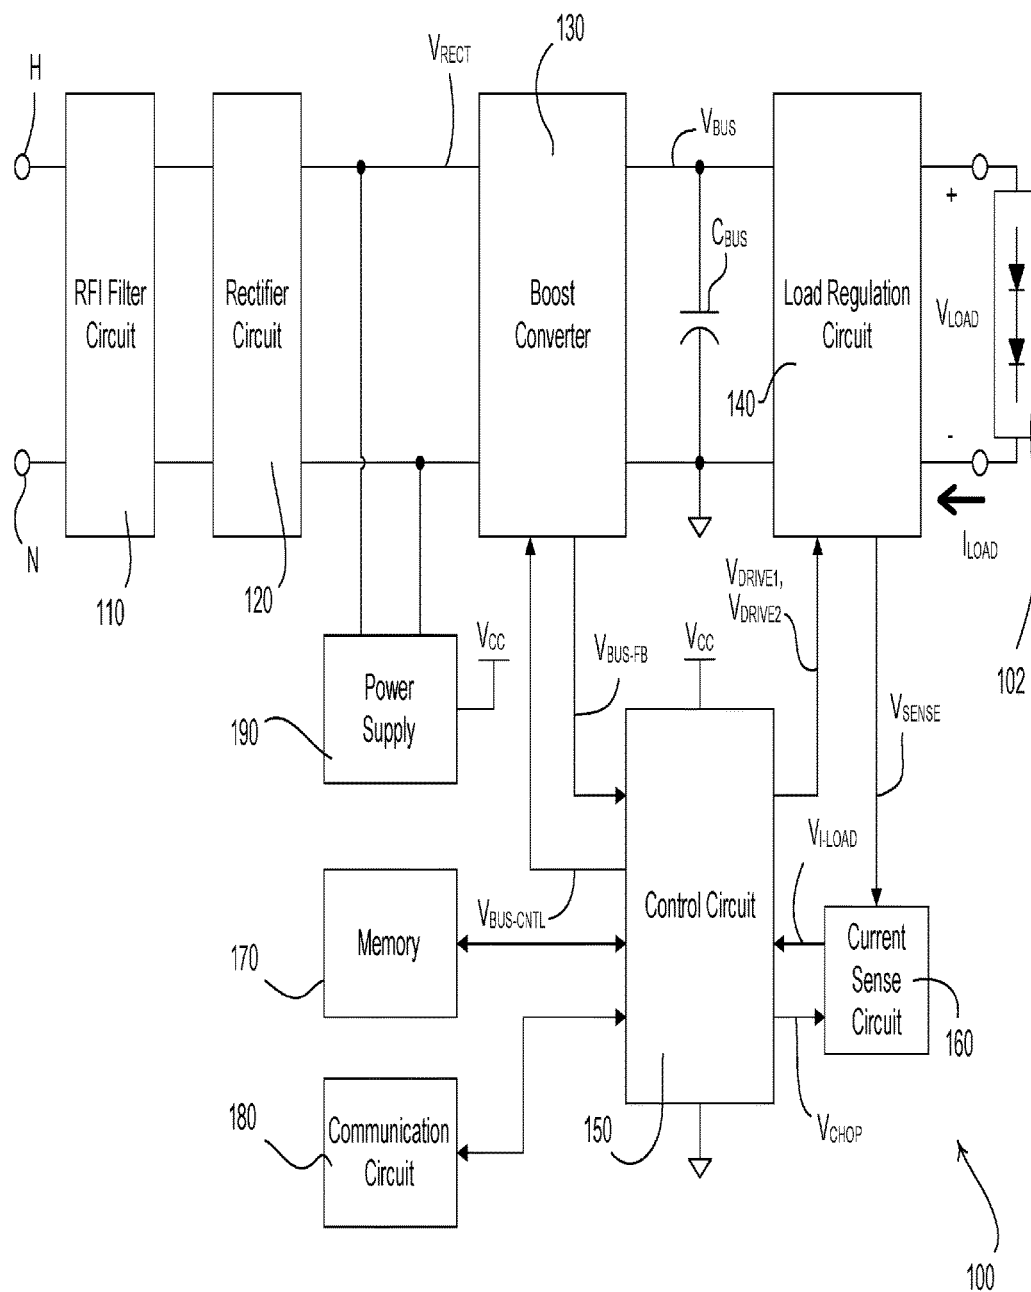 130
VRECT
H
VBUS
+
CBUS
RFI Filter
Circuit
Rectifier
Circuit
Boost
Converter
Load Regulation
Circuit
VLOAD
140
-
N
110
120
ILOAD
VDRIVE1,
VDRIVE2
VCC
VCC
VBUS-FB
102
Power
Supply
190
VSENSE
VI-LOAD
Control Circuit
VBUS-CNTL
Memory
170
Current
Sense
Circuit
160
180
Communication
Circuit
150
VCHOP
100